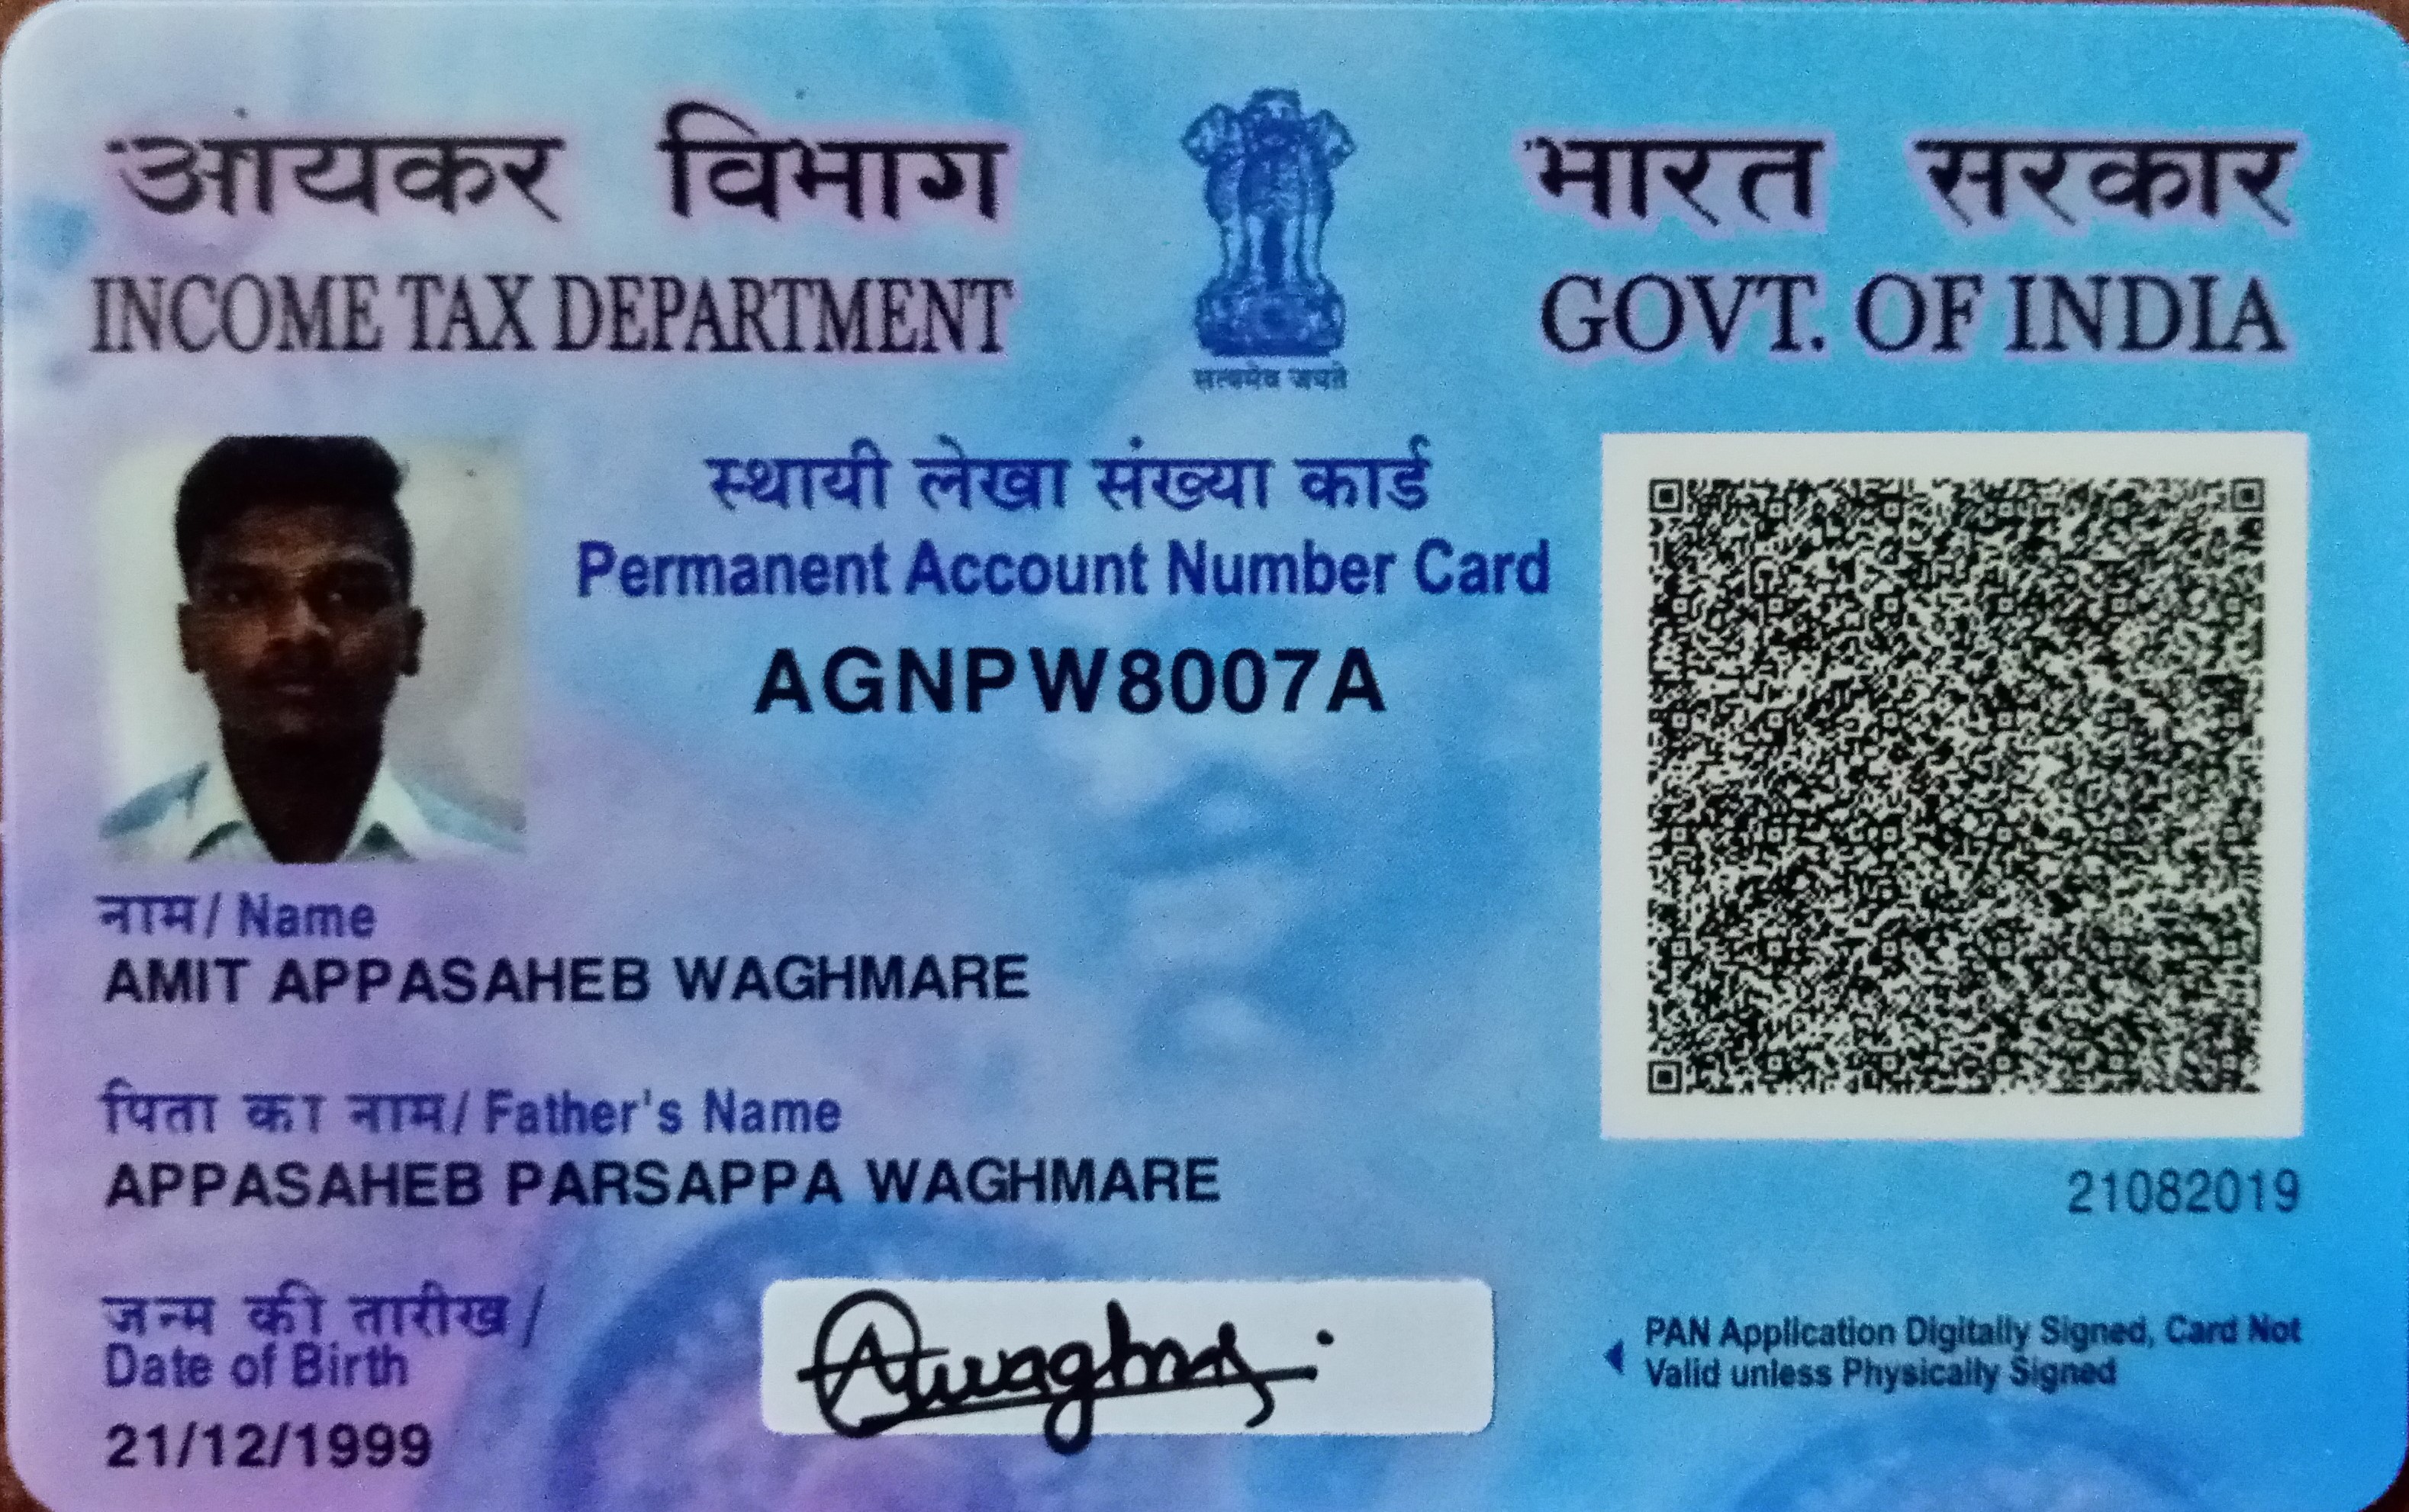 आयकर विभाग
INCOME TAX DEPARTMENT
सत्यमेव जयते
भारत सरकार
GOVT. OF INDIA
स्थायी लेखा संख्या कार्ड
Permanent Account Number Card
AGNPW8007A
नाम / Name
AMIT APPASAHEB WAGHMARE
पिता का नाम / Father's Name
APPASAHEB PARSAPPA WAGHMARE
21082019
जन्म की तारीख /
Date of Birth
21/12/1999
PAN Application Digitally Signed, Card Not
Valid unless Physically Signed